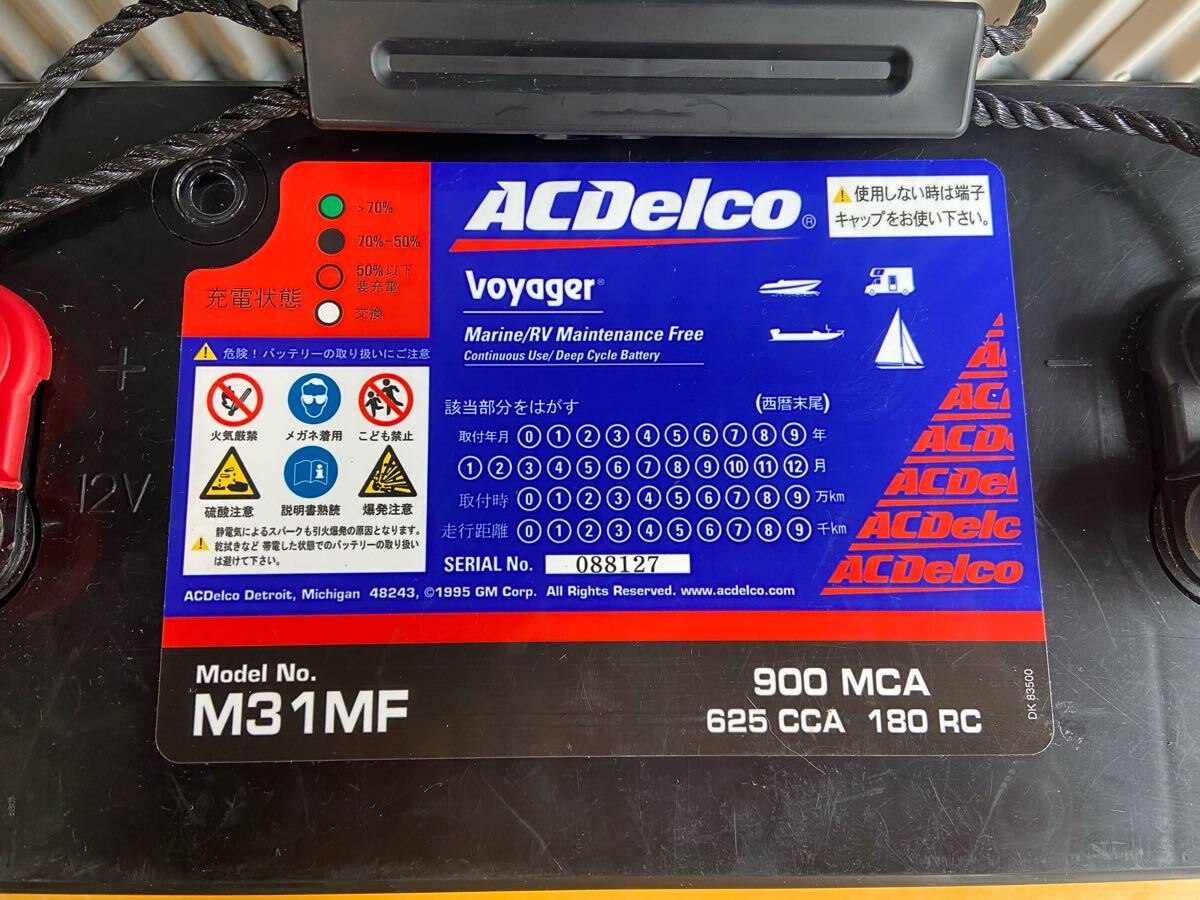 >70%
70%~50%
50%以下
要充電
交換
充電状態
ACDelco®
⚠使用しない時は端子
キャップをお使い下さい。
Voyager®
Marine/RV Maintenance Free
Continuous Use/Deep Cycle Battery
⚠ 危険!バッテリーの取り扱いにご注意
火気厳禁 メガネ着用 こども禁止
硫酸注意 説明書熟読 爆発注意
静電気によるスパークも引火爆発の原因となります。
⚠ 乾拭きなど 帯電した状態でのバッテリーの取り扱い
は避けて下さい。
+
12V
−
該当部分をはがす (西暦末尾)
取付年月 0 1 2 3 4 5 6 7 8 9 年
1 2 3 4 5 6 7 8 9 10 11 12 月
取付時 0 1 2 3 4 5 6 7 8 9 万km
走行距離 0 1 2 3 4 5 6 7 8 9 千km
SERIAL No. 088127
A
ACD
ACD
ACDel
ACDelc
ACDelco
ACDelco Detroit, Michigan 48243, ©1995 GM Corp. All Rights Reserved. www.acdelco.com
Model No.
M31MF
900 MCA
625 CCA 180 RC
DK 83500